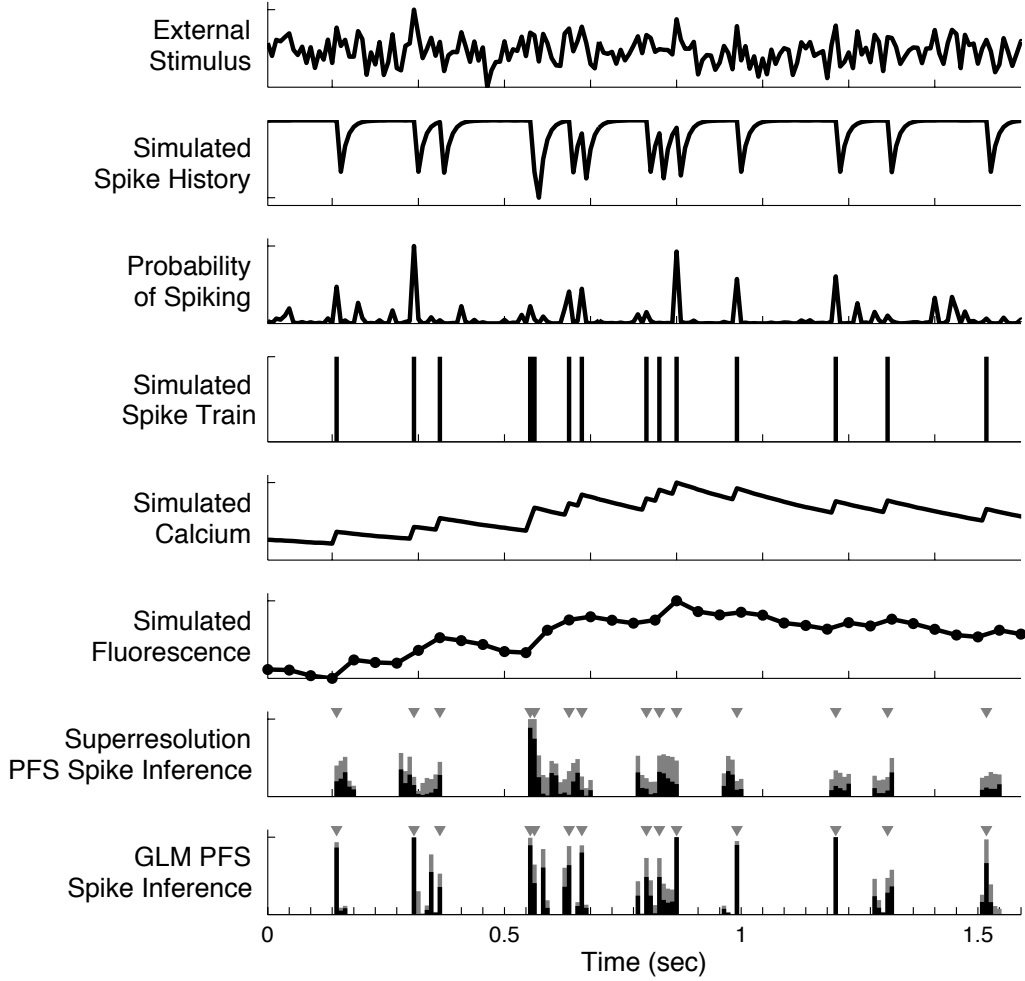 External
Stimulus
Simulated
Spike History
Probability
of Spiking
Simulated
Spike Train
Simulated
Calcium
Simulated
Fluorescence
Superresolution
PFS Spike Inference
GLM PFS
Spike Inference
0 0.5 1 1.5
Time (sec)